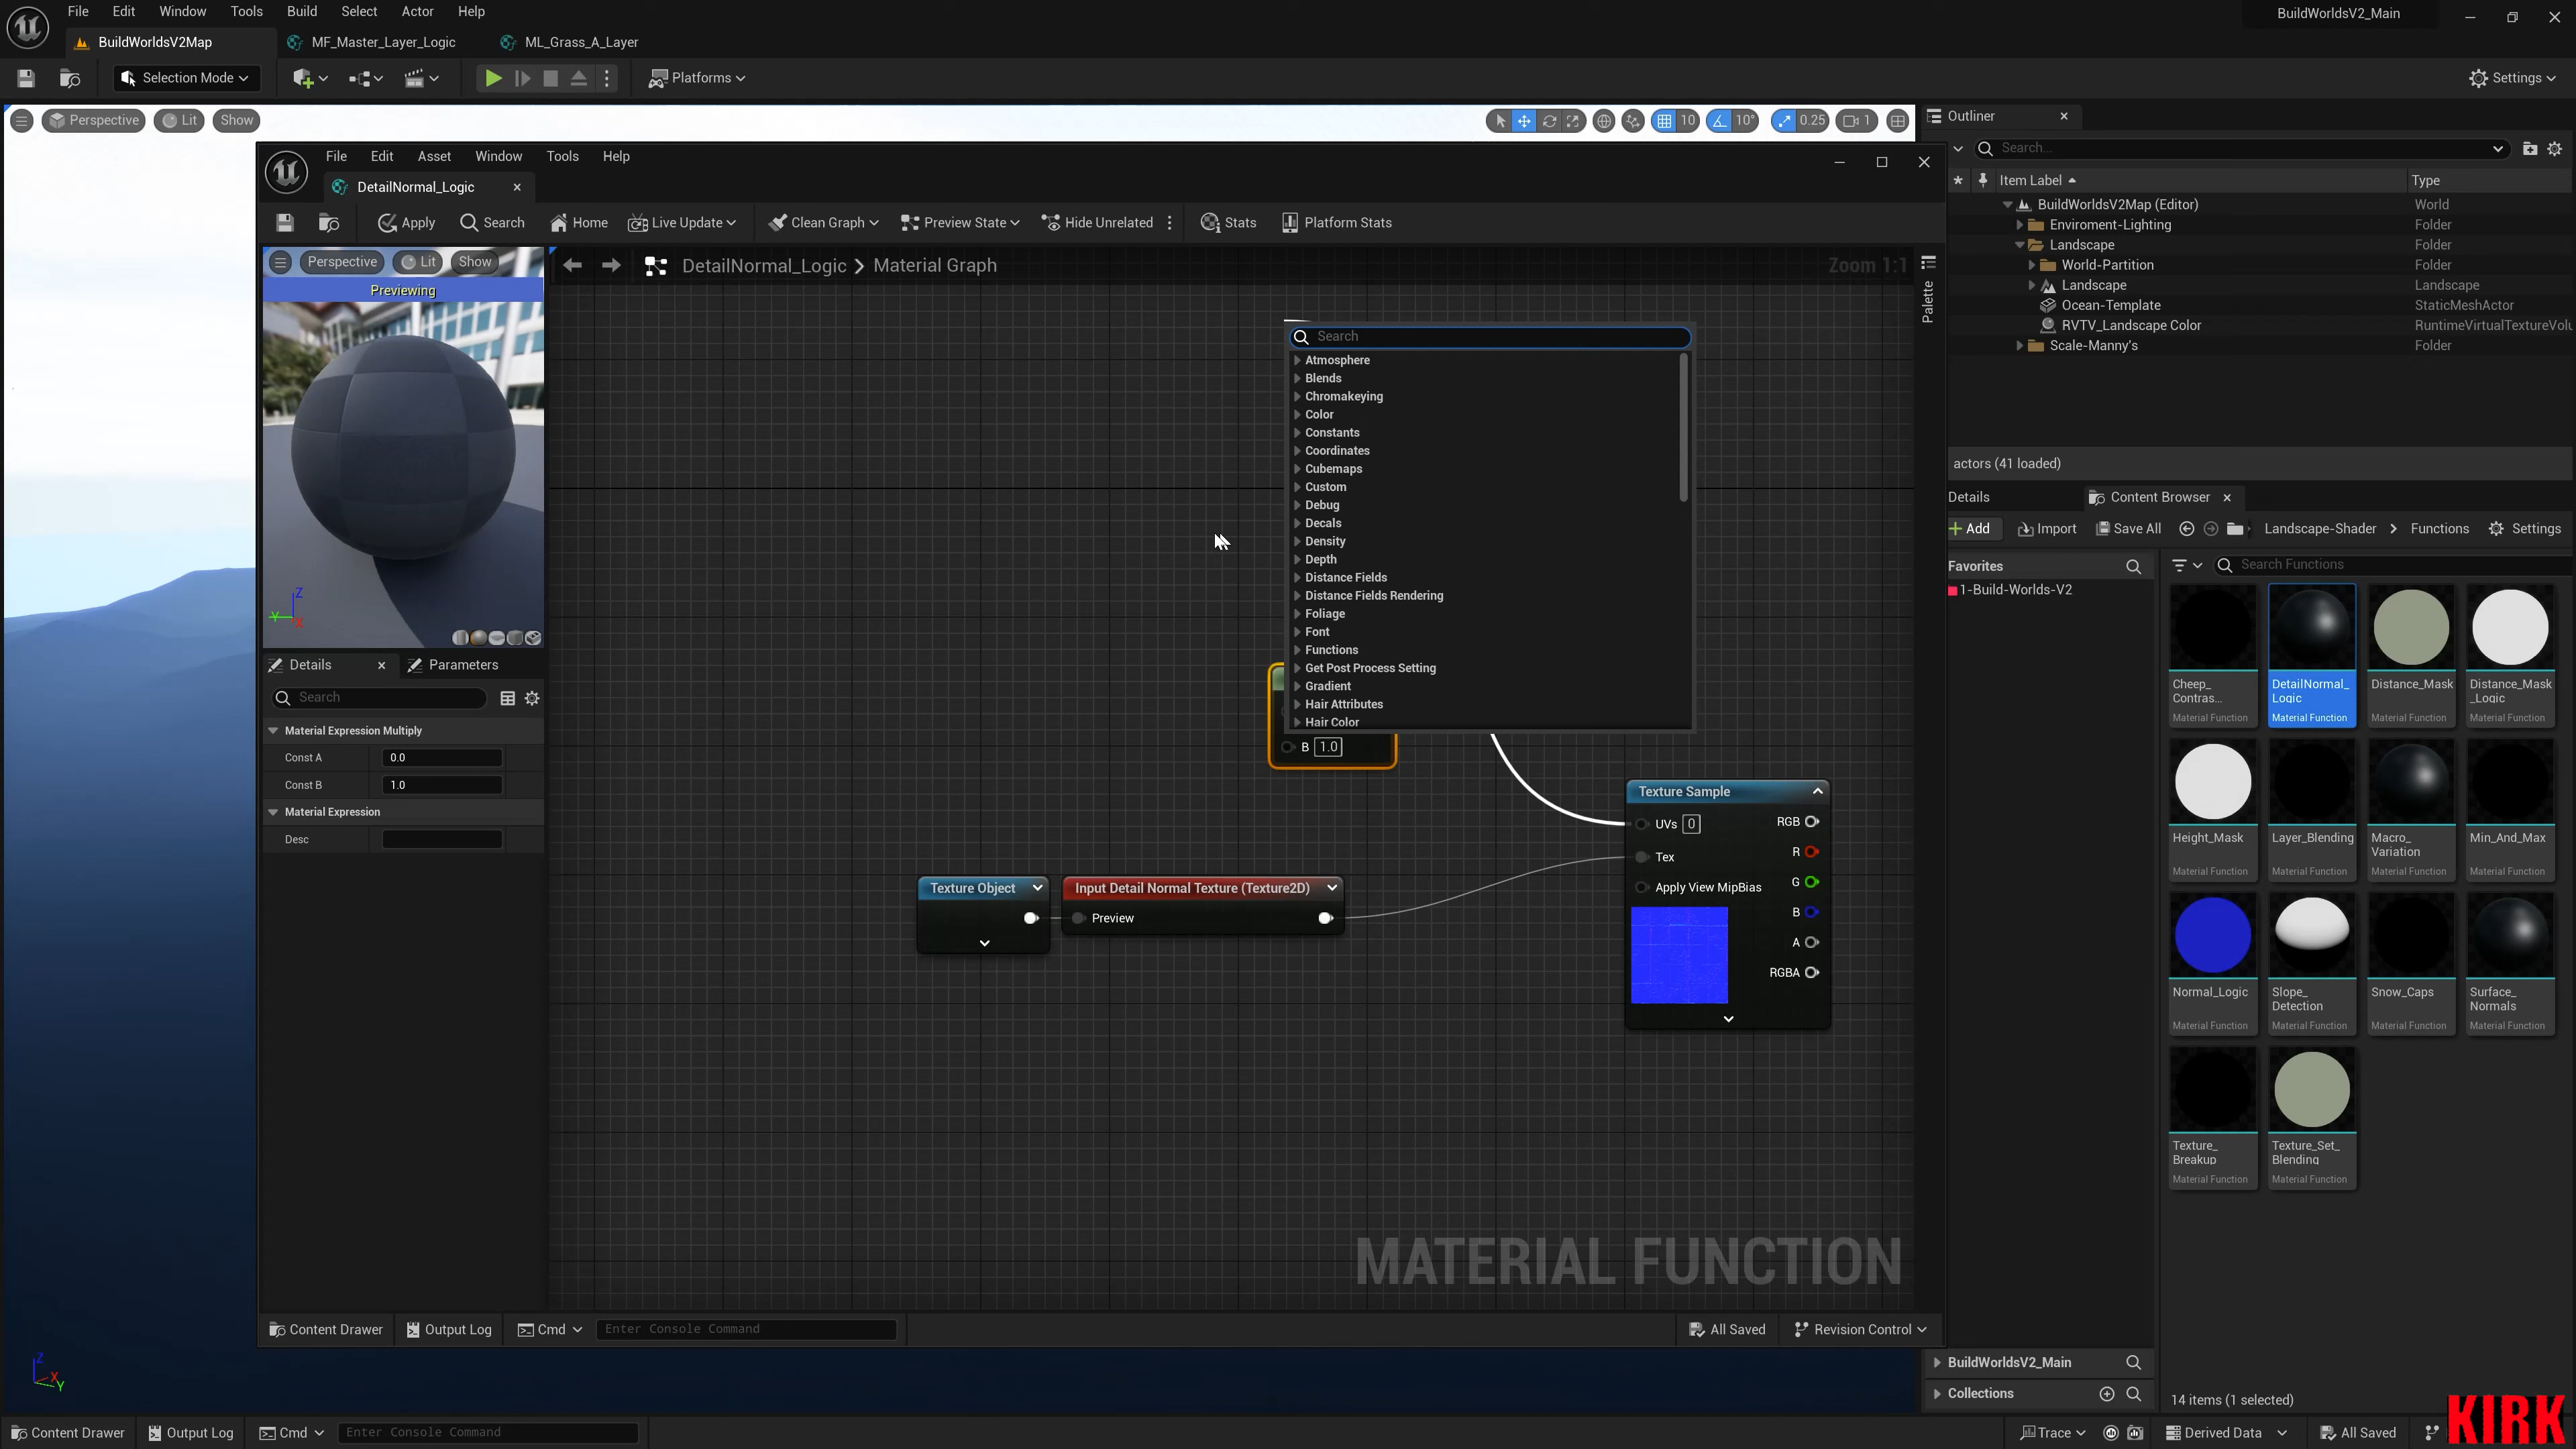 File Edit Window Tools Build Select Actor Help
BuildWorldsV2_Main
BuildWorldsV2Map
MF_Master_Layer_Logic
ML_Grass_A_Layer
Selection Mode
Platforms
Settings
Perspective Lit Show
10 10° 0.25 1
Outliner
Search...
Item Label Type
BuildWorldsV2Map (Editor) World
Enviroment-Lighting Folder
Landscape Folder
World-Partition Folder
Landscape Landscape
Ocean-Template StaticMeshActor
RVTV_Landscape Color RuntimeVirtualTextureVolu
Scale-Manny's Folder
actors (41 loaded)
File Edit Asset Window Tools Help
DetailNormal_Logic
Apply Search Home Live Update Clean Graph Preview State Hide Unrelated Stats Platform Stats
Perspective Lit Show
Previewing
Z
Y
X
DetailNormal_Logic > Material Graph
Zoom 1:1
Palette
Search
Atmosphere
Blends
Chromakeying
Color
Constants
Coordinates
Cubemaps
Custom
Debug
Decals
Density
Depth
Distance Fields
Distance Fields Rendering
Foliage
Font
Functions
Get Post Process Setting
Gradient
Hair Attributes
Hair Color
B 1.0
Details Parameters
Search
Material Expression Multiply
Const A 0.0
Const B 1.0
Material Expression
Desc
Texture Object
Input Detail Normal Texture (Texture2D)
Preview
Texture Sample
UVs 0 RGB
R
Tex
G
Apply View MipBias
B
A
RGBA
MATERIAL FUNCTION
Content Drawer Output Log Cmd Enter Console Command
All Saved Revision Control
Details Content Browser
Add Import Save All Landscape-Shader > Functions Settings
Favorites
1-Build-Worlds-V2
Search Functions
Cheep_
Contras...
Material Function
DetailNormal_
Logic
Material Function
Distance_Mask
Material Function
Distance_Mask
_Logic
Material Function
Height_Mask
Material Function
Layer_Blending
Material Function
Macro_
Variation
Material Function
Min_And_Max
Material Function
Normal_Logic
Material Function
Slope_
Detection
Material Function
Snow_Caps
Material Function
Surface_
Normals
Material Function
Texture_
Breakup
Material Function
Texture_Set_
Blending
Material Function
BuildWorldsV2_Main
Collections
14 items (1 selected)
Z
X
Y
Content Drawer Output Log Cmd Enter Console Command
Trace Derived Data All Saved
KIRK